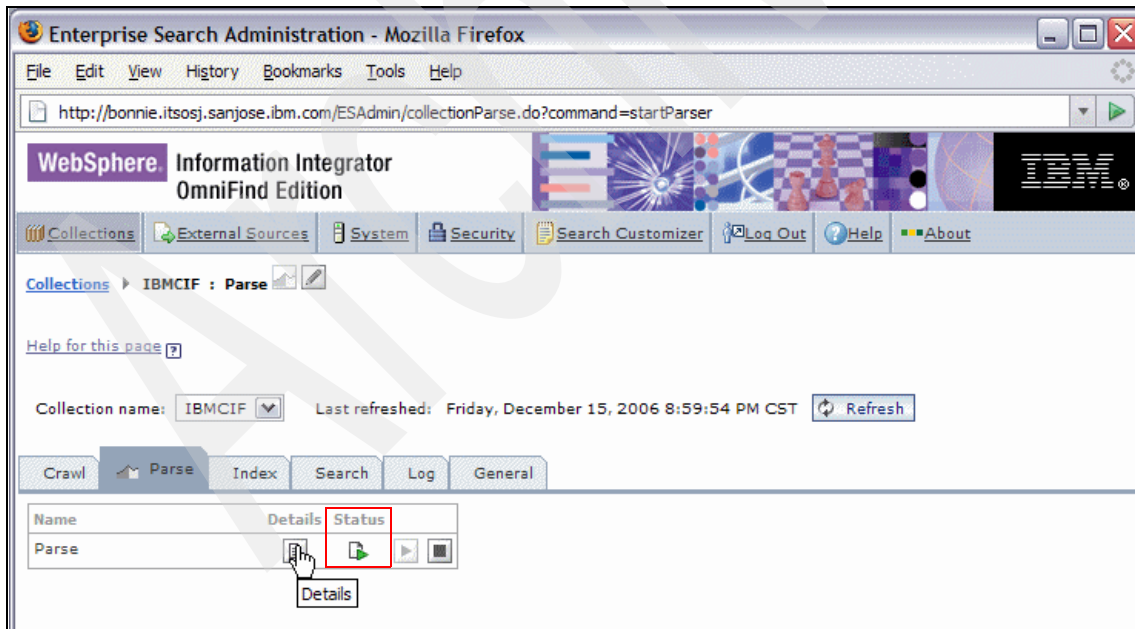 Enterprise Search Administration - Mozilla Firefox
File Edit View History Bookmarks Tools Help
http://bonnie.itsosj.sanjose.ibm.com/ESAdmin/collectionParse.do?command=startParser
WebSphere. Information Integrator
OmniFind Edition
IBM®
Collections External Sources System Security Search Customizer Log Out Help About
Collections IBMCIF : Parse
Help for this page ?
Collection name: IBMCIF Last refreshed: Friday, December 15, 2006 8:59:54 PM CST Refresh
Crawl Parse Index Search Log General
Name Details Status
Parse
Details